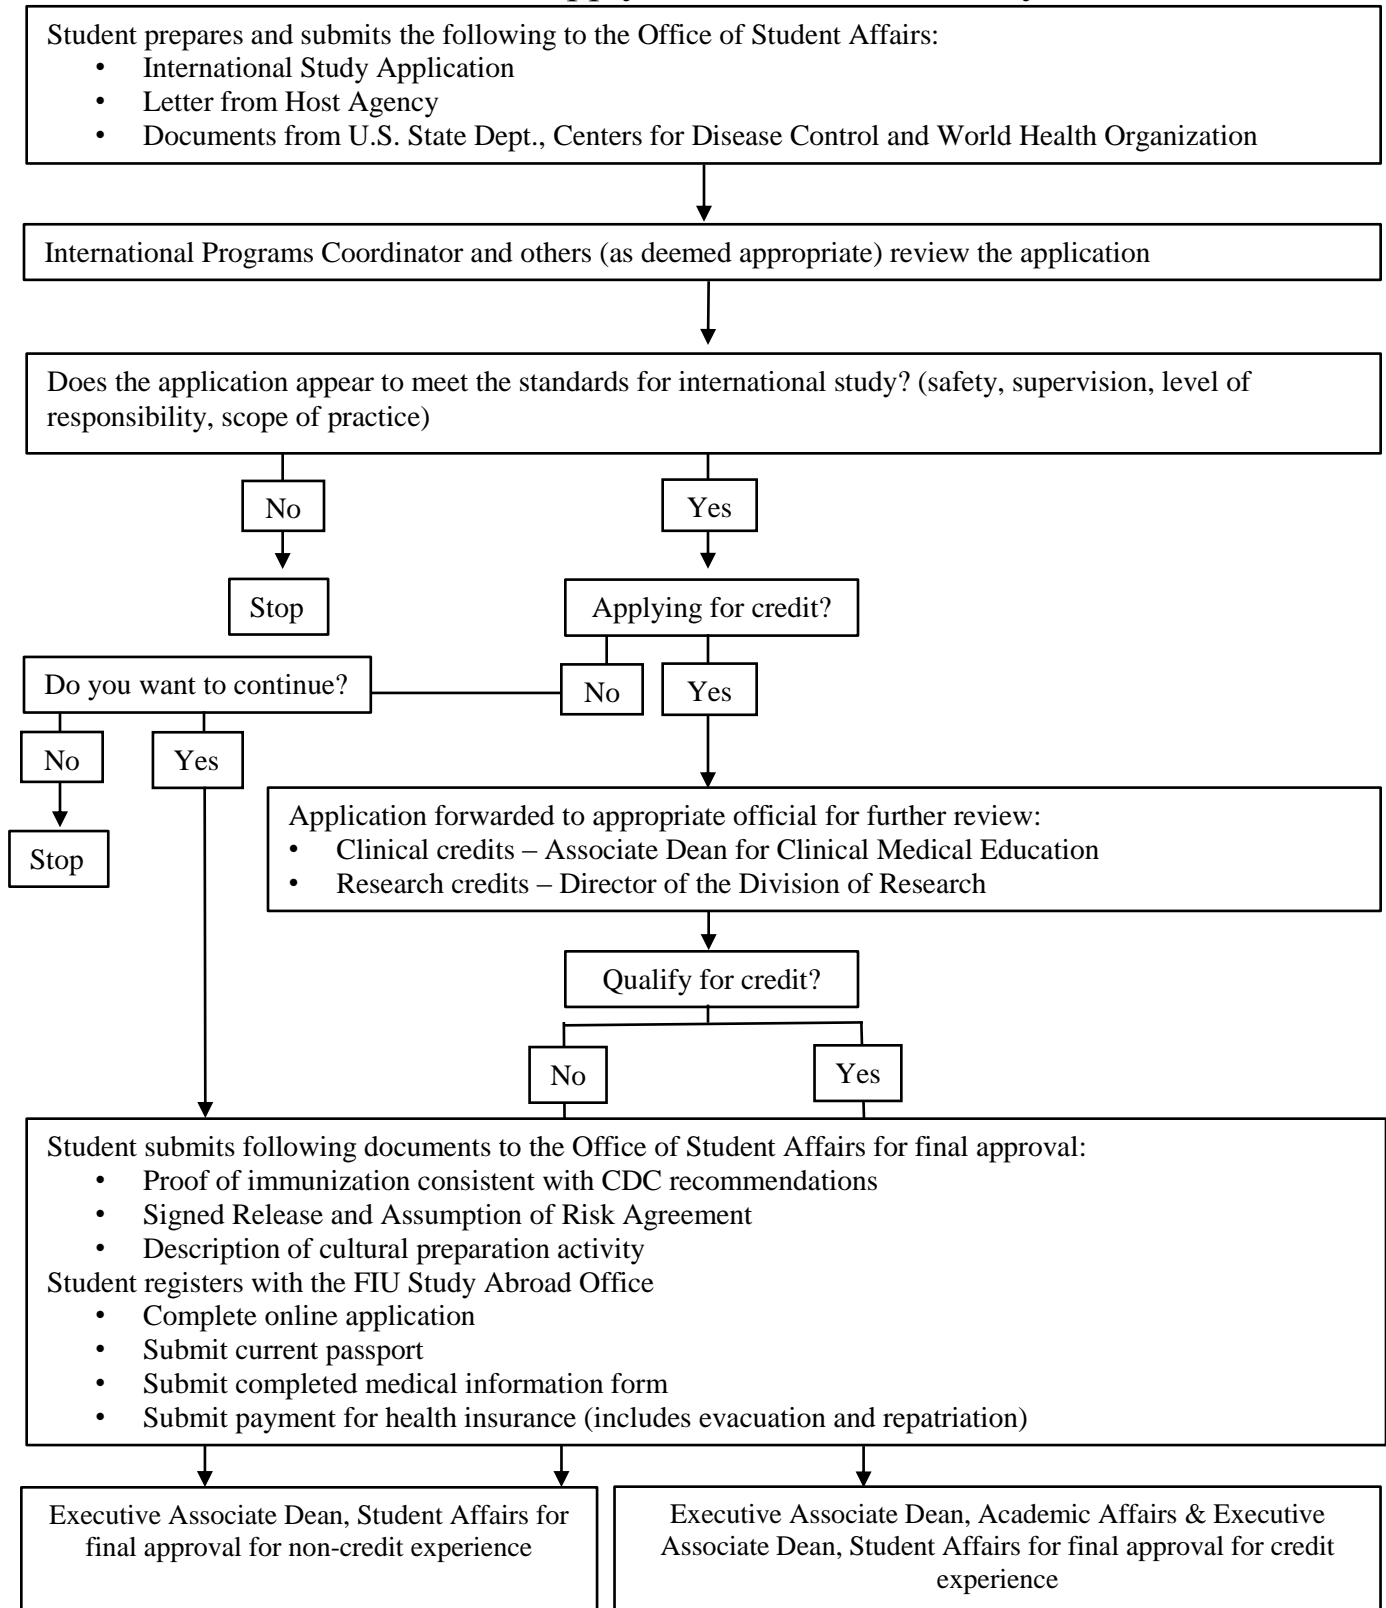 Student prepares and submits the following to the Office of Student Affairs:
• International Study Application
• Letter from Host Agency
• Documents from U.S. State Dept., Centers for Disease Control and World Health Organization
International Programs Coordinator and others (as deemed appropriate) review the application
Does the application appear to meet the standards for international study? (safety, supervision, level of
responsibility, scope of practice)
No
Yes
Stop
Applying for credit?
Do you want to continue?
No
Yes
No
Yes
Stop
Application forwarded to appropriate official for further review:
• Clinical credits – Associate Dean for Clinical Medical Education
• Research credits – Director of the Division of Research
Qualify for credit?
No
Yes
Student submits following documents to the Office of Student Affairs for final approval:
• Proof of immunization consistent with CDC recommendations
• Signed Release and Assumption of Risk Agreement
• Description of cultural preparation activity
Student registers with the FIU Study Abroad Office
• Complete online application
• Submit current passport
• Submit completed medical information form
• Submit payment for health insurance (includes evacuation and repatriation)
Executive Associate Dean, Student Affairs for
final approval for non-credit experience
Executive Associate Dean, Academic Affairs & Executive
Associate Dean, Student Affairs for final approval for credit
experience